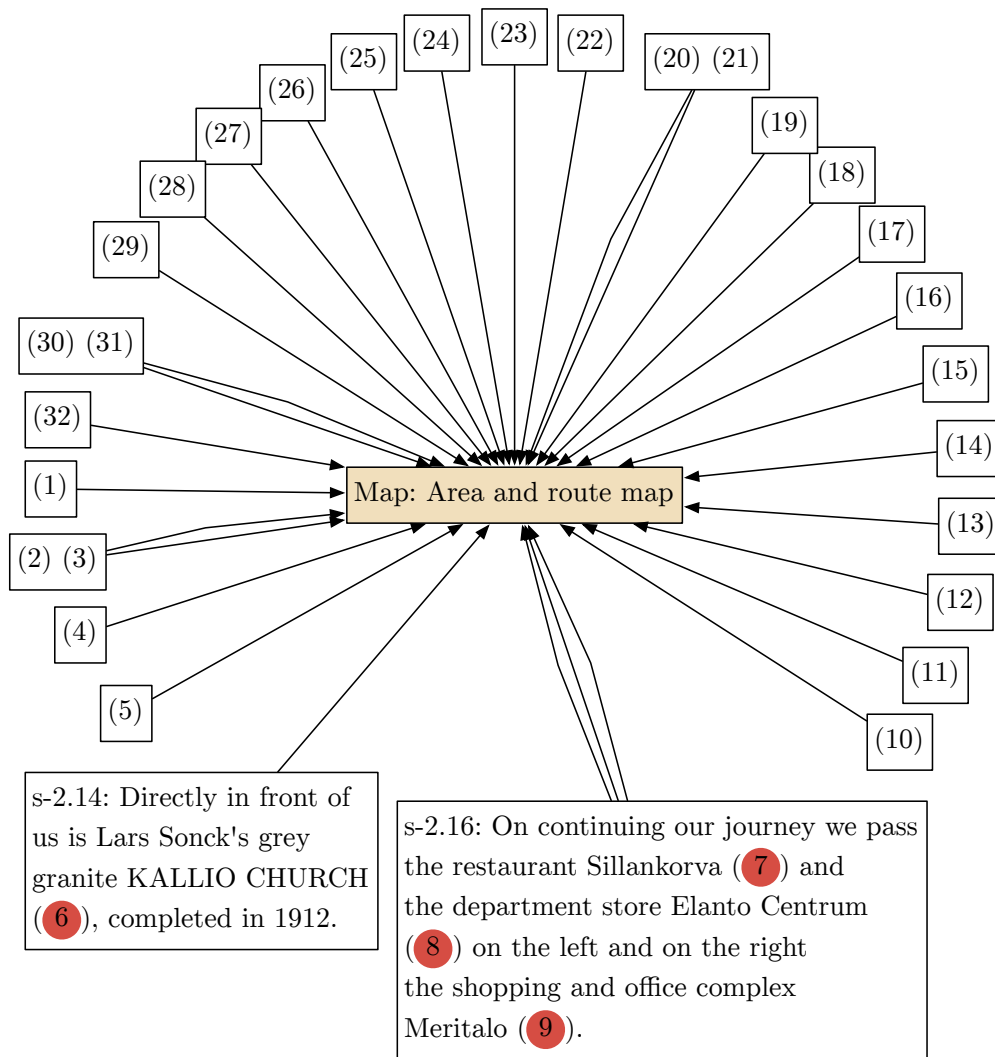 (23)
(24)
(22)
(25)
(20) (21)
(26)
(19)
(27)
(18)
(28)
(17)
(29)
(16)
(30) (31)
(15)
(32)
(14)
(1)
Map: Area and route map
(13)
(2) (3)
(12)
(4)
(11)
(5)
(10)
s-2.14: Directly in front of
us is Lars Sonck's grey
granite KALLIO CHURCH
(6), completed in 1912.
s-2.16: On continuing our journey we pass
the restaurant Sillankorva (7) and
the department store Elanto Centrum
(8) on the left and on the right
the shopping and office complex
Meritalo (9).